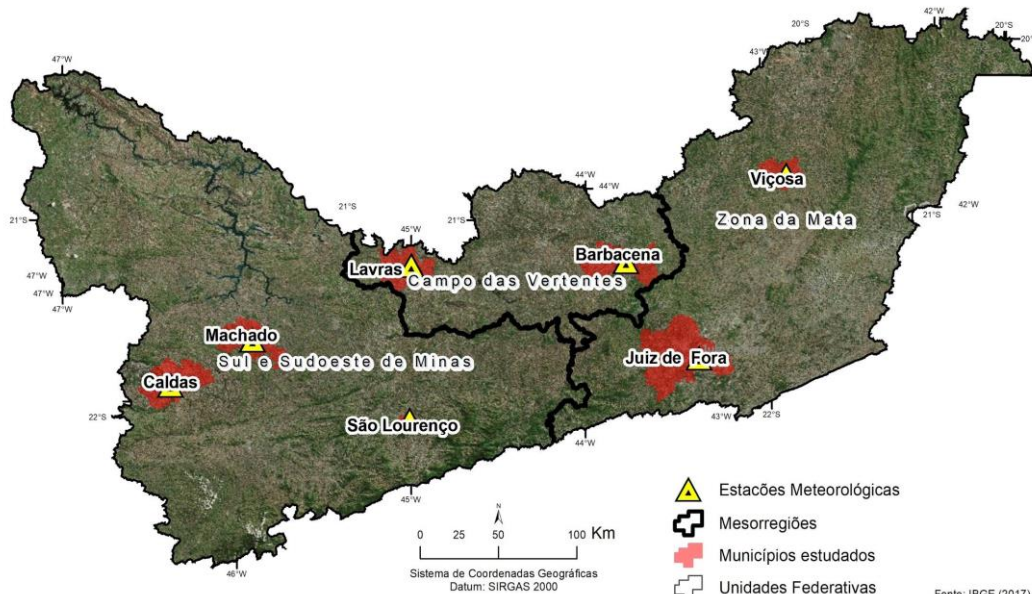 42°W
20°S
20°S
20°
43°W
47°W
Viçosa
44°W
44°W
Zona da Mata
21°S
42°W
21°S
21°S
21°S
45°W
Barbacena
Lavras
Campo das Vertentes
47°W
47°W
Machado
Sul e Sudoeste de Minas
Juiz de Fora
Caldas
22°S
São Lourenço
43°W
22°S
44°W
45°W
46°W
N
0 50 100 Km
Sistema de Coordenadas Geográficas
Datum: SIRGAS 2000
Estacões Meteorológicas
Mesorregiões
Municípios estudados
Unidades Federativas
Fonte: IBGE (2017)